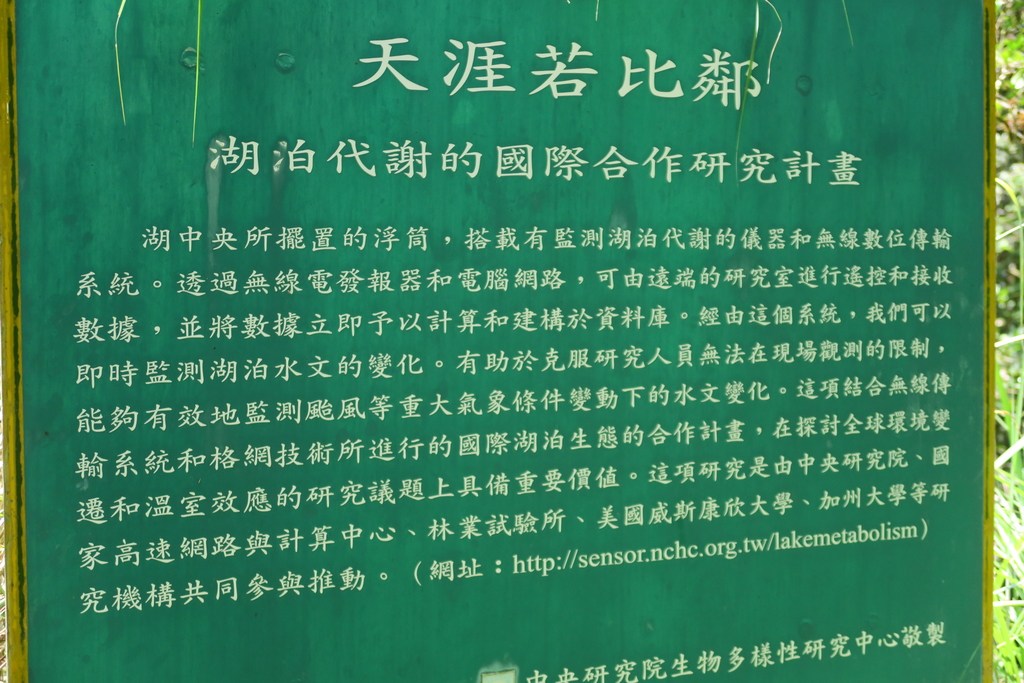 天涯若比鄰
湖泊代謝的國際合作研究計畫
湖中央所擺置的浮筒，搭載有監測湖泊代謝的儀器和無線數位傳輸
系統。透過無線電發報器和電腦網路，可由遠端的研究室進行遙控和接收
數據，並將數據立即予以計算和建構於資料庫。經由這個系統，我們可以
即時監測湖泊水文的變化。有助於克服研究人員無法在現場觀測的限制，
能夠有效地監測颱風等重大氣象條件變動下的水文變化。這項結合無線傳
輸系統和格網技術所進行的國際湖泊生態的合作計畫，在探討全球環境變
遷和溫室效應的研究議題上具備重要價值。這項研究是由中央研究院、國
家高速網路與計算中心、林業試驗所、美國威斯康欣大學、加州大學等研
究機構共同參與推動。（網址：http://sensor.nchc.org.tw/lakemetabolism）
中央研究院生物多樣性研究中心敬製